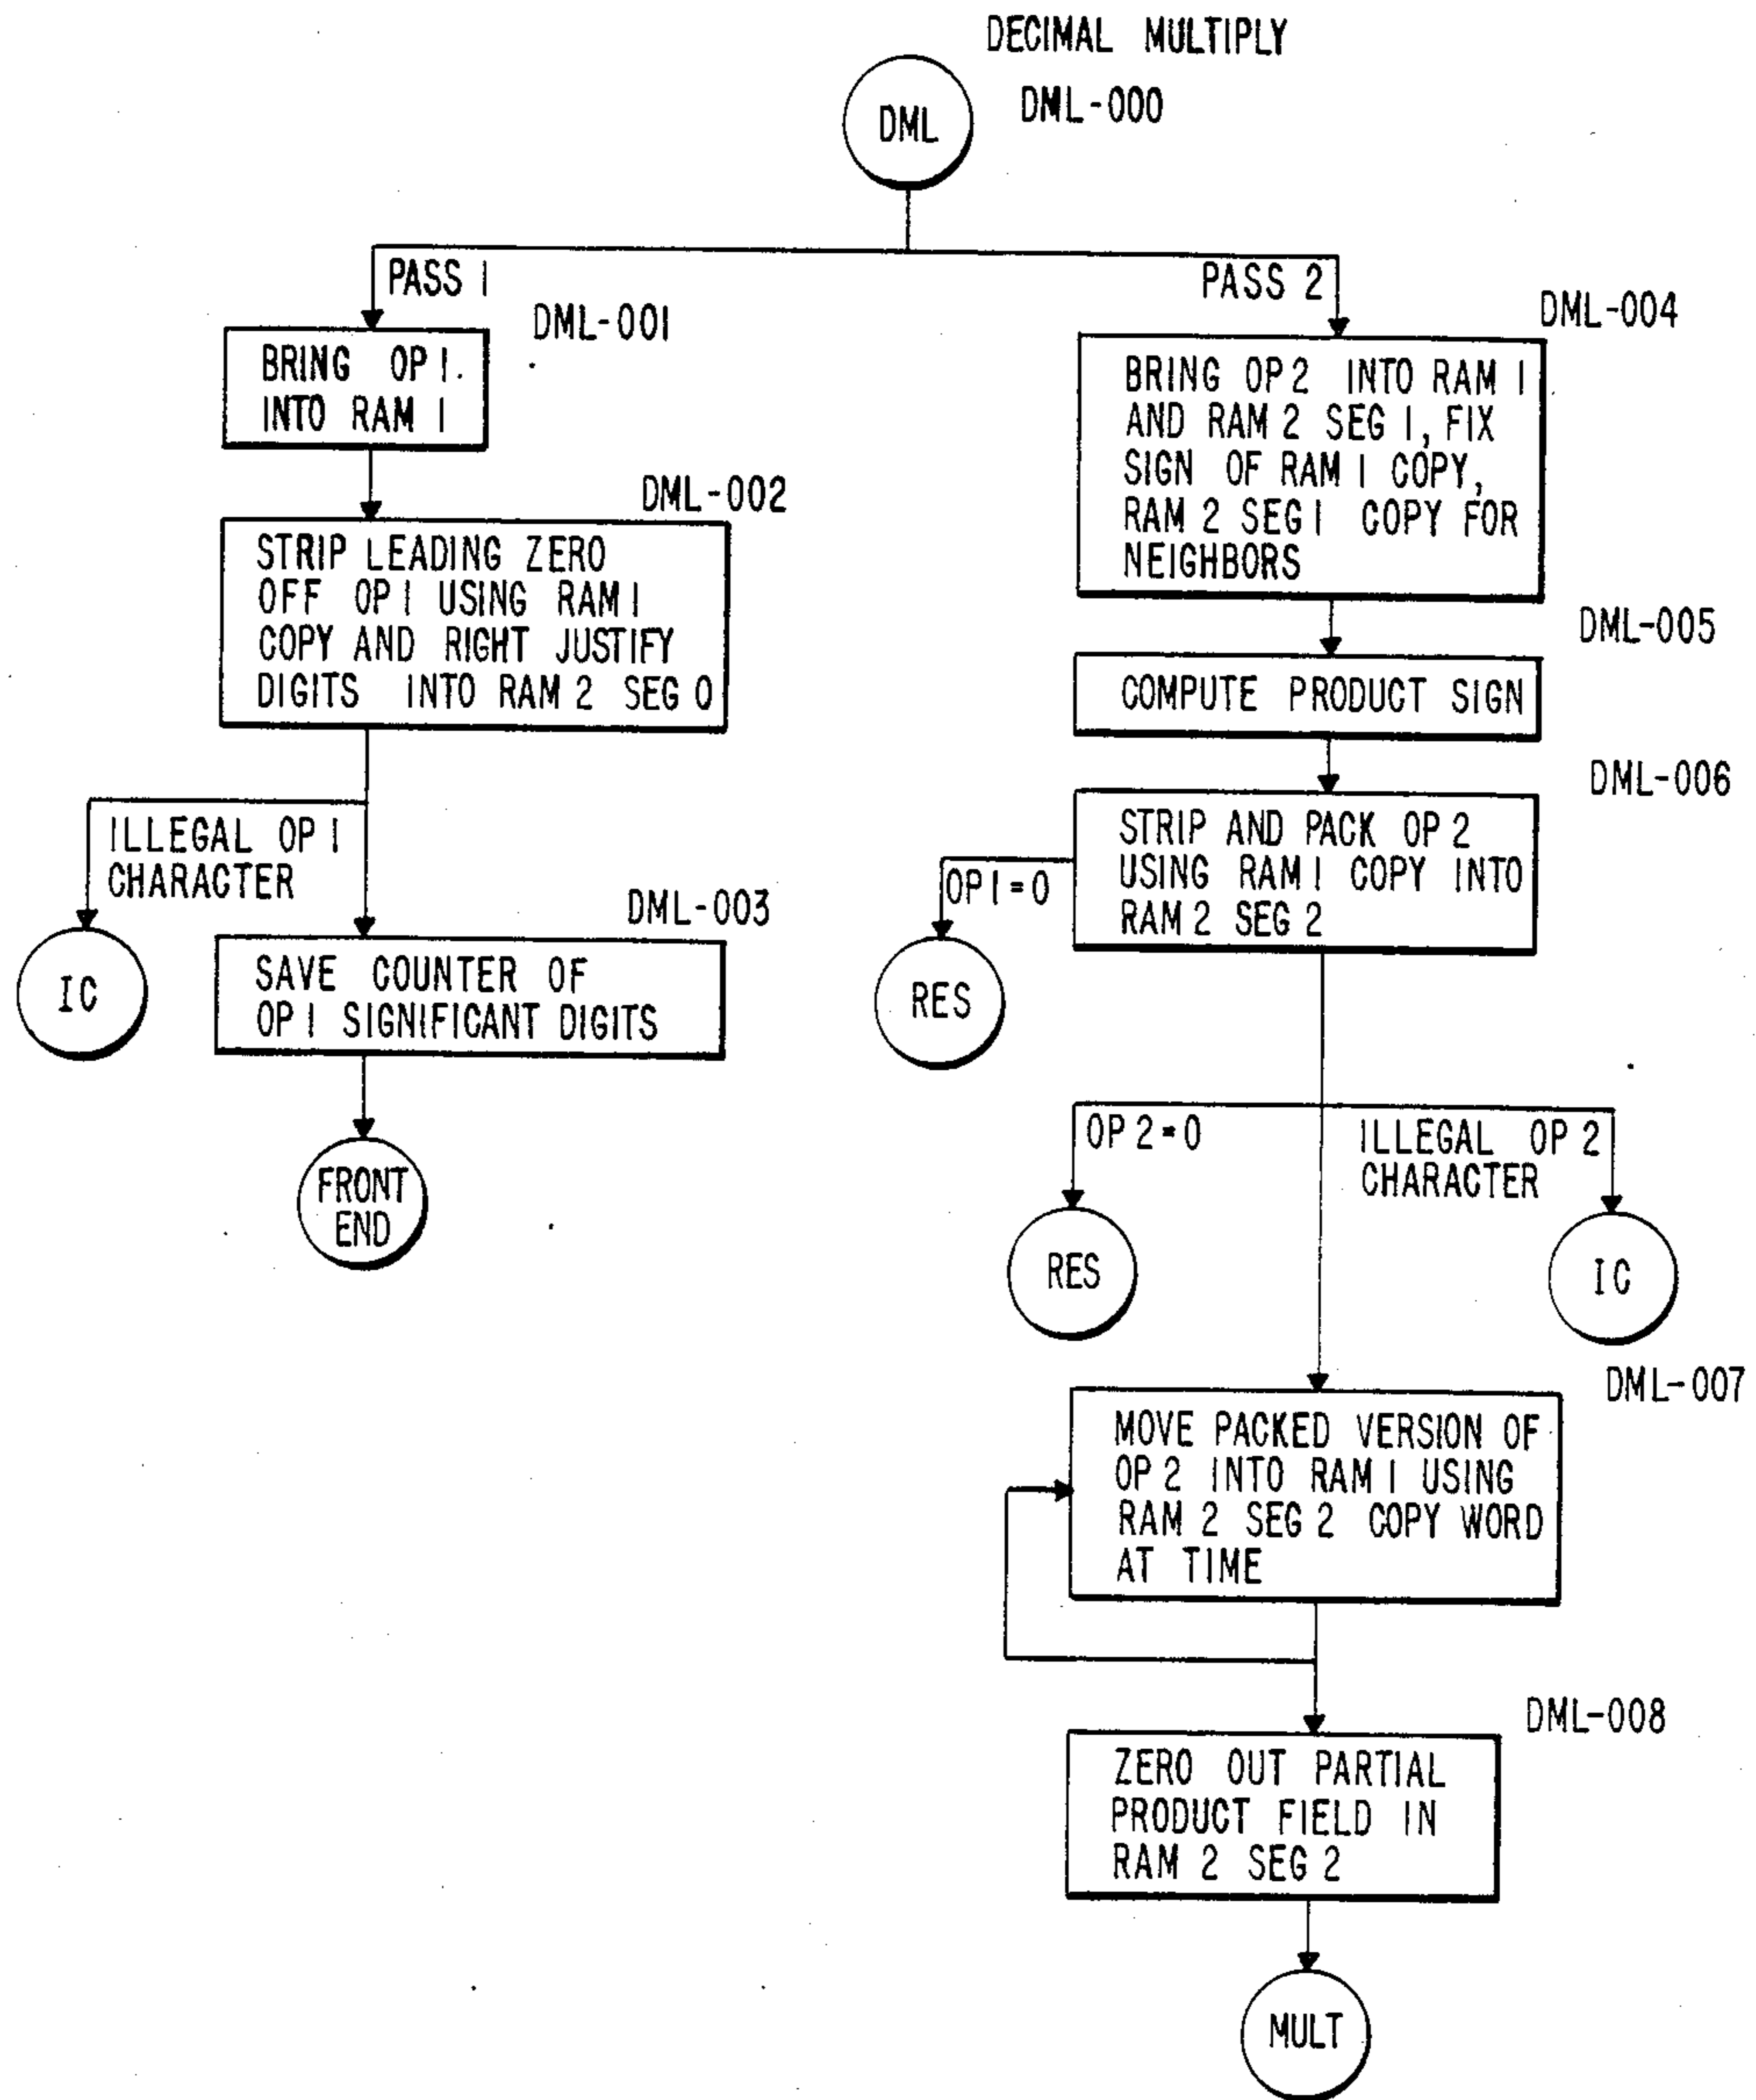 DECIMAL MULTIPLY
DML-000
DML
PASS 1
DML-001
BRING OP 1
INTO RAM 1
DML-002
STRIP LEADING ZERO
OFF OP 1 USING RAM 1
COPY AND RIGHT JUSTIFY
DIGITS INTO RAM 2 SEG 0
ILLEGAL OP 1
CHARACTER
IC
DML-003
SAVE COUNTER OF
OP 1 SIGNIFICANT DIGITS
FRONT
END
PASS 2
DML-004
BRING OP 2 INTO RAM 1
AND RAM 2 SEG 1, FIX
SIGN OF RAM 1 COPY,
RAM 2 SEG 1 COPY FOR
NEIGHBORS
DML-005
COMPUTE PRODUCT SIGN
DML-006
STRIP AND PACK OP 2
USING RAM 1 COPY INTO
RAM 2 SEG 2
OP 1=0
RES
OP 2=0
RES
ILLEGAL OP 2
CHARACTER
IC
DML-007
MOVE PACKED VERSION OF
OP 2 INTO RAM 1 USING
RAM 2 SEG 2 COPY WORD
AT TIME
DML-008
ZERO OUT PARTIAL
PRODUCT FIELD IN
RAM 2 SEG 2
MULT